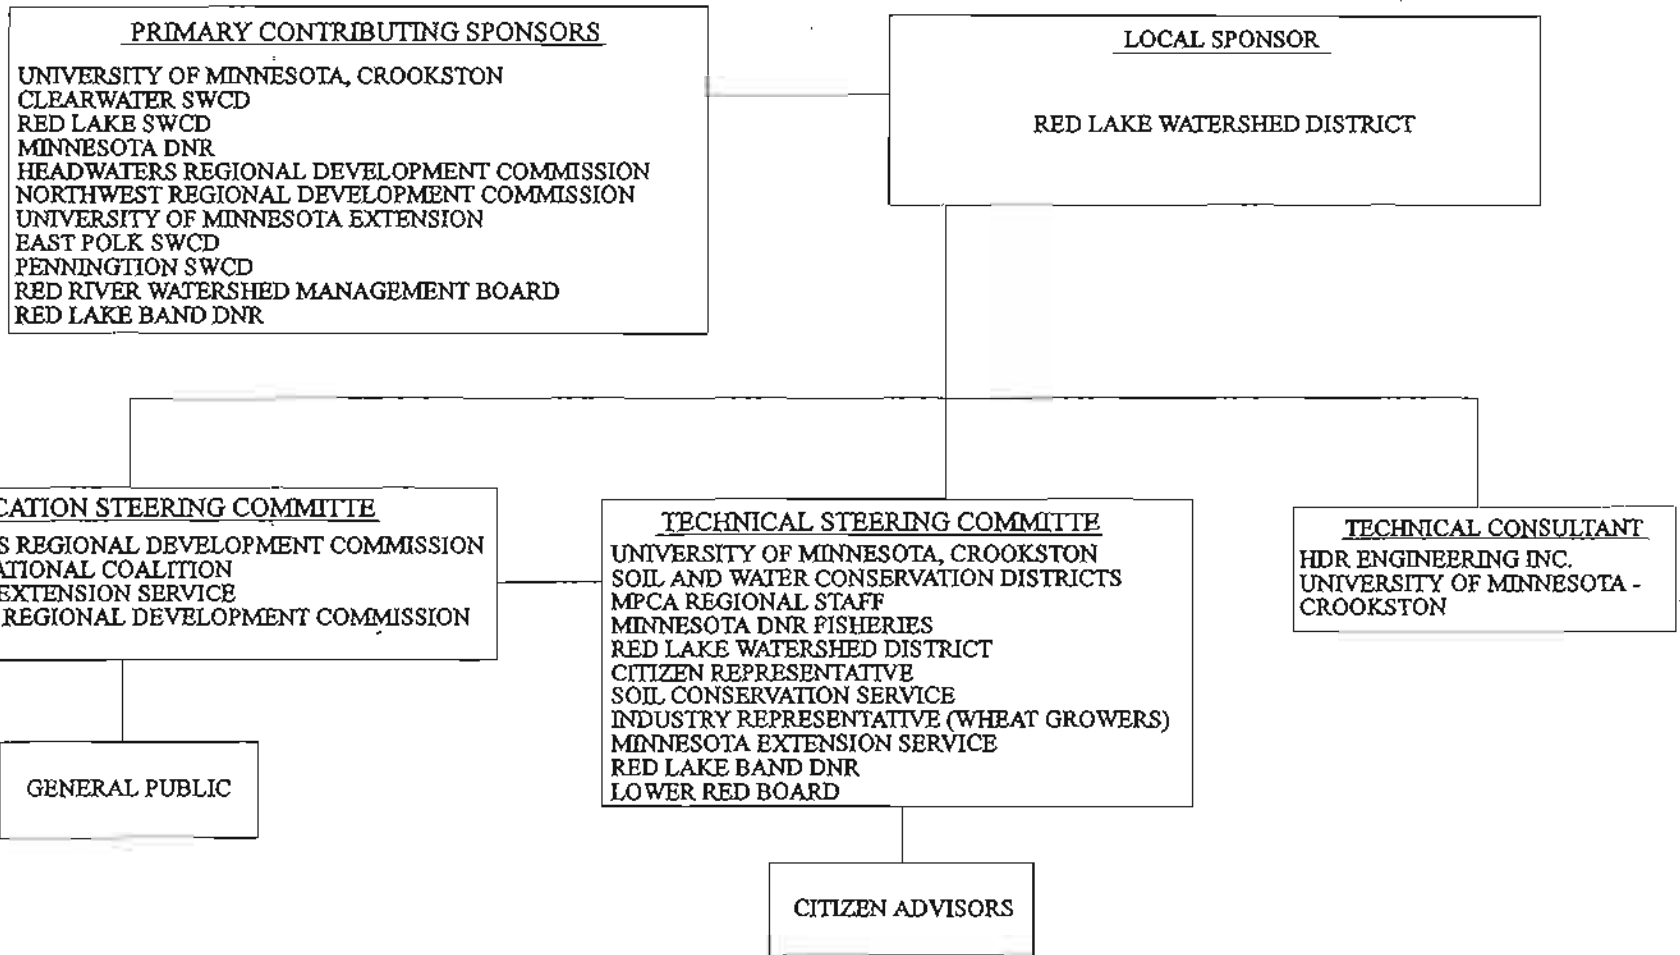 PRIMARY CONTRIBUTING SPONSORS
UNIVERSITY OF MINNESOTA, CROOKSTON
CLEARWATER SWCD
RED LAKE SWCD
MINNESOTA DNR
HEADWATERS REGIONAL DEVELOPMENT COMMISSION
NORTHWEST REGIONAL DEVELOPMENT COMMISSION
UNIVERSITY OF MINNESOTA EXTENSION
EAST POLK SWCD
PENNINGTION SWCD
RED RIVER WATERSHED MANAGEMENT BOARD
RED LAKE BAND DNR
LOCAL SPONSOR
RED LAKE WATERSHED DISTRICT
CATION STEERING COMMITTE
S REGIONAL DEVELOPMENT COMMISSION
ATIONAL COALITION
EXTENSION SERVICE
REGIONAL DEVELOPMENT COMMISSION
GENERAL PUBLIC
TECHNICAL STEERING COMMITTE
UNIVERSITY OF MINNESOTA, CROOKSTON
SOIL AND WATER CONSERVATION DISTRICTS
MPCA REGIONAL STAFF
MINNESOTA DNR FISHERIES
RED LAKE WATERSHED DISTRICT
CITIZEN REPRESENTATIVE
SOIL CONSERVATION SERVICE
INDUSTRY REPRESENTATIVE (WHEAT GROWERS)
MINNESOTA EXTENSION SERVICE
RED LAKE BAND DNR
LOWER RED BOARD
CITIZEN ADVISORS
TECHNICAL CONSULTANT
HDR ENGINEERING INC.
UNIVERSITY OF MINNESOTA -
CROOKSTON